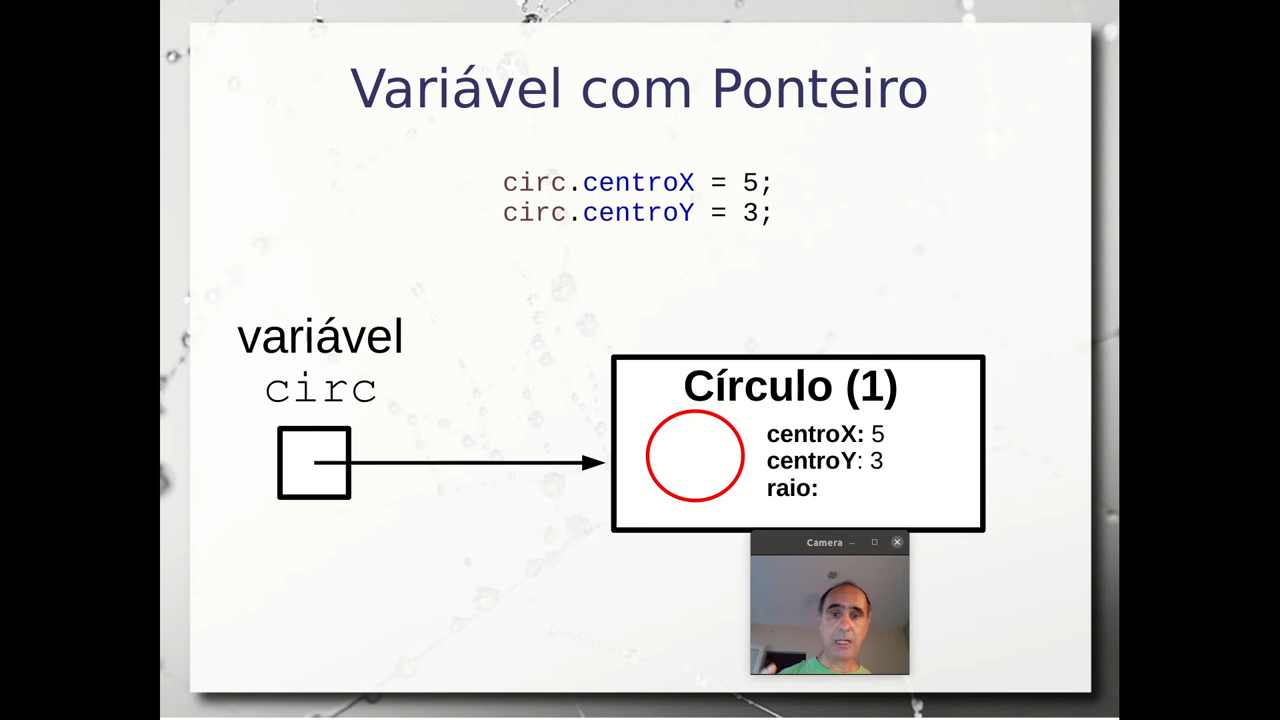 Variável com Ponteiro
circ.centroX = 5;
circ.centroY = 3;
variável
circ
Círculo (1)
centroX: 5
centroY: 3
raio:
Camera